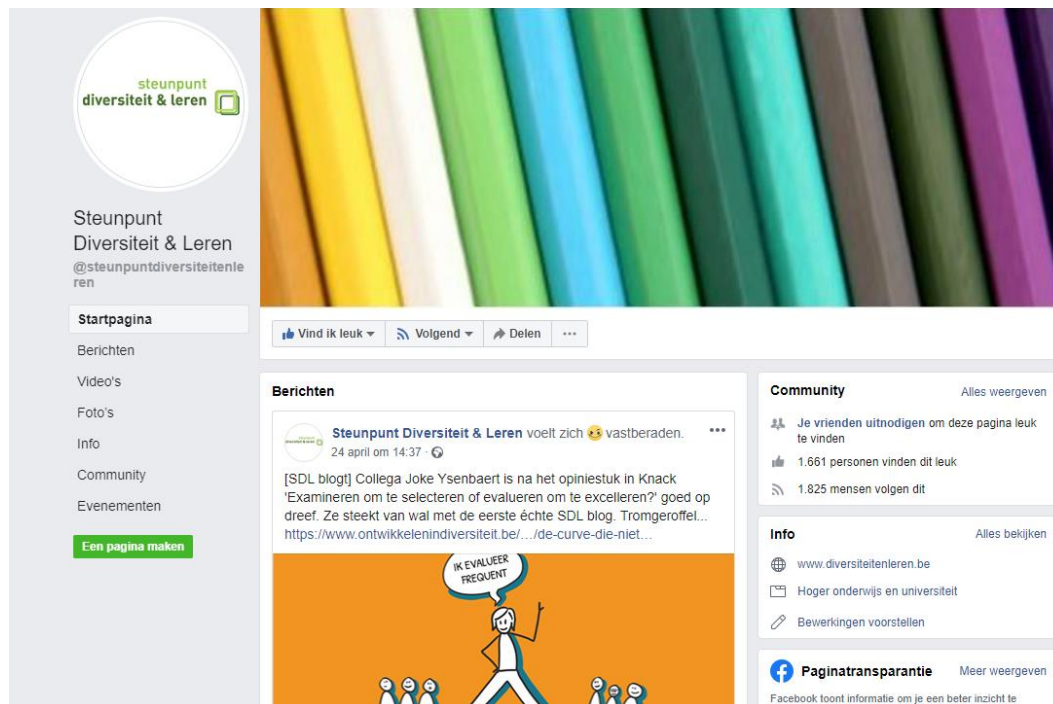 steunpunt
diversiteit & leren
Steunpunt
Diversiteit & Leren
@steunpuntdiversiteitenle
ren
Startpagina
Berichten
Video's
Foto's
Info
Community
Evenementen
Een pagina maken
Vind ik leuk
Volgend
Delen
Berichten
Steunpunt Diversiteit & Leren voelt zich 😠 vastberaden.
24 april om 14:37 ·
[SDL blogt] Collega Joke Ysenbaert is na het opiniestuk in Knack
'Examineren om te selecteren of evalueren om te excelleren?' goed op
dreef. Ze steekt van wal met de eerste échte SDL blog. Tromgeroffel...
https://www.ontwikkelenindiversiteit.be/…/de-curve-die-niet…
IK EVALUEER
FREQUENT
Community
Alles weergeven
Je vrienden uitnodigen om deze pagina leuk
te vinden
1.661 personen vinden dit leuk
1.825 mensen volgen dit
Info
Alles bekijken
www.diversiteitenleren.be
Hoger onderwijs en universiteit
Bewerkingen voorstellen
Paginatransparantie
Meer weergeven
Facebook toont informatie om je een beter inzicht te